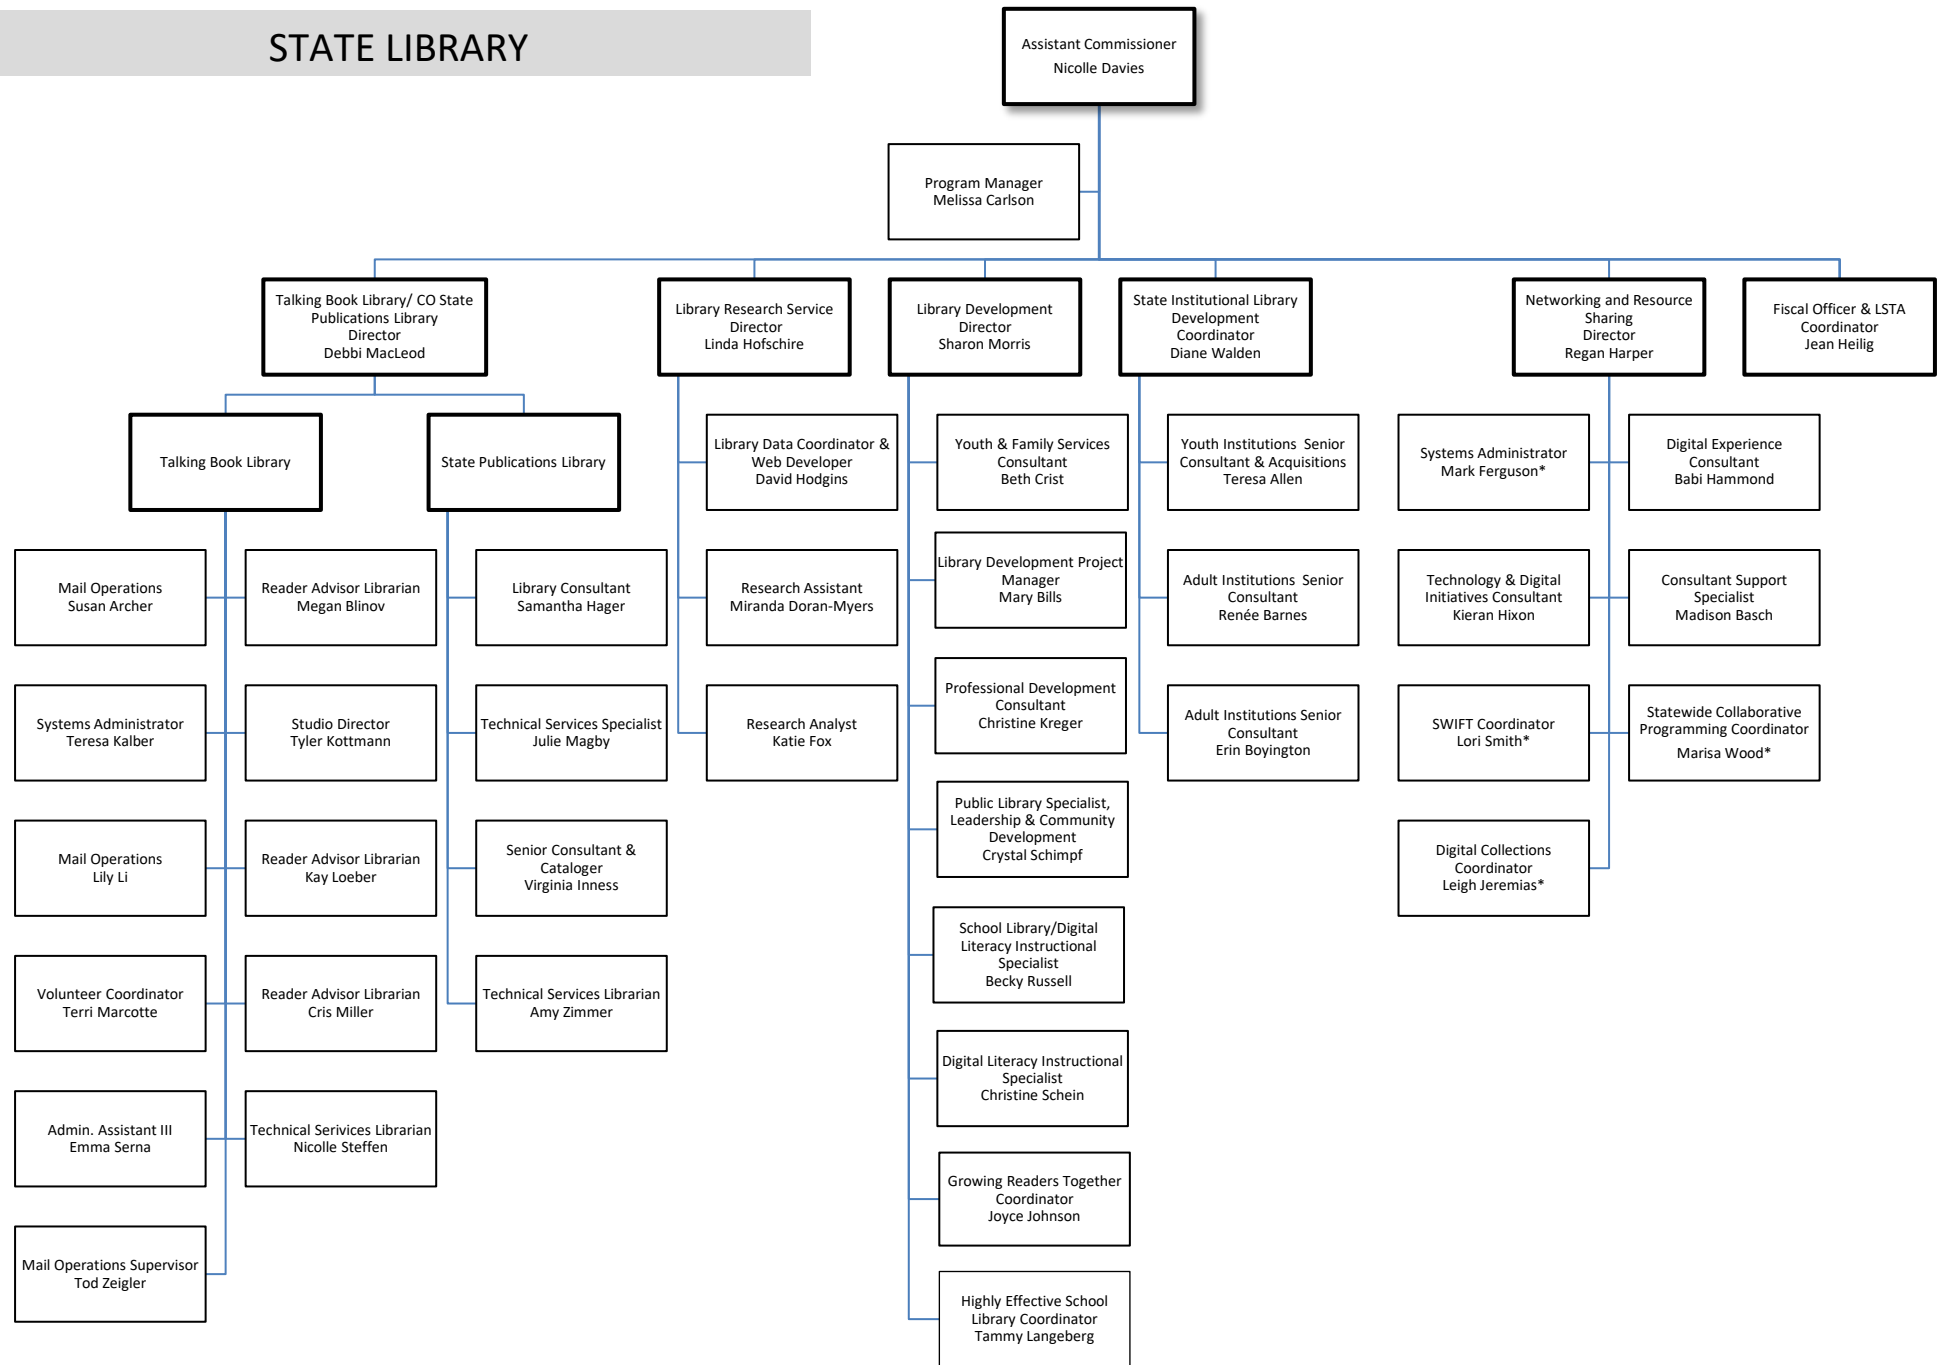 STATE LIBRARY
Assistant Commissioner
Nicolle Davies
Program Manager
Melissa Carlson
Talking Book Library/ CO State
Publications Library
Director
Debbi MacLeod
Library Research Service
Director
Linda Hofschire
Library Development
Director
Sharon Morris
State Institutional Library
Development
Coordinator
Diane Walden
Networking and Resource
Sharing
Director
Regan Harper
Fiscal Officer & LSTA
Coordinator
Jean Heilig
Talking Book Library
State Publications Library
Mail Operations
Susan Archer
Reader Advisor Librarian
Megan Blinov
Systems Administrator
Teresa Kalber
Studio Director
Tyler Kottmann
Mail Operations
Lily Li
Reader Advisor Librarian
Kay Loeber
Volunteer Coordinator
Terri Marcotte
Reader Advisor Librarian
Cris Miller
Admin. Assistant III
Emma Serna
Technical Serivices Librarian
Nicolle Steffen
Mail Operations Supervisor
Tod Zeigler
Library Consultant
Samantha Hager
Technical Services Specialist
Julie Magby
Senior Consultant &
Cataloger
Virginia Inness
Technical Services Librarian
Amy Zimmer
Library Data Coordinator &
Web Developer
David Hodgins
Research Assistant
Miranda Doran-Myers
Research Analyst
Katie Fox
Youth & Family Services
Consultant
Beth Crist
Library Development Project
Manager
Mary Bills
Professional Development
Consultant
Christine Kreger
Public Library Specialist,
Leadership & Community
Development
Crystal Schimpf
School Library/Digital
Literacy Instructional
Specialist
Becky Russell
Digital Literacy Instructional
Specialist
Christine Schein
Growing Readers Together
Coordinator
Joyce Johnson
Highly Effective School
Library Coordinator
Tammy Langeberg
Youth Institutions Senior
Consultant & Acquisitions
Teresa Allen
Adult Institutions Senior
Consultant
Renée Barnes
Adult Institutions Senior
Consultant
Erin Boyington
Systems Administrator
Mark Ferguson*
Digital Experience
Consultant
Babi Hammond
Technology & Digital
Initiatives Consultant
Kieran Hixon
Consultant Support
Specialist
Madison Basch
SWIFT Coordinator
Lori Smith*
Statewide Collaborative
Programming Coordinator
Marisa Wood*
Digital Collections
Coordinator
Leigh Jeremias*